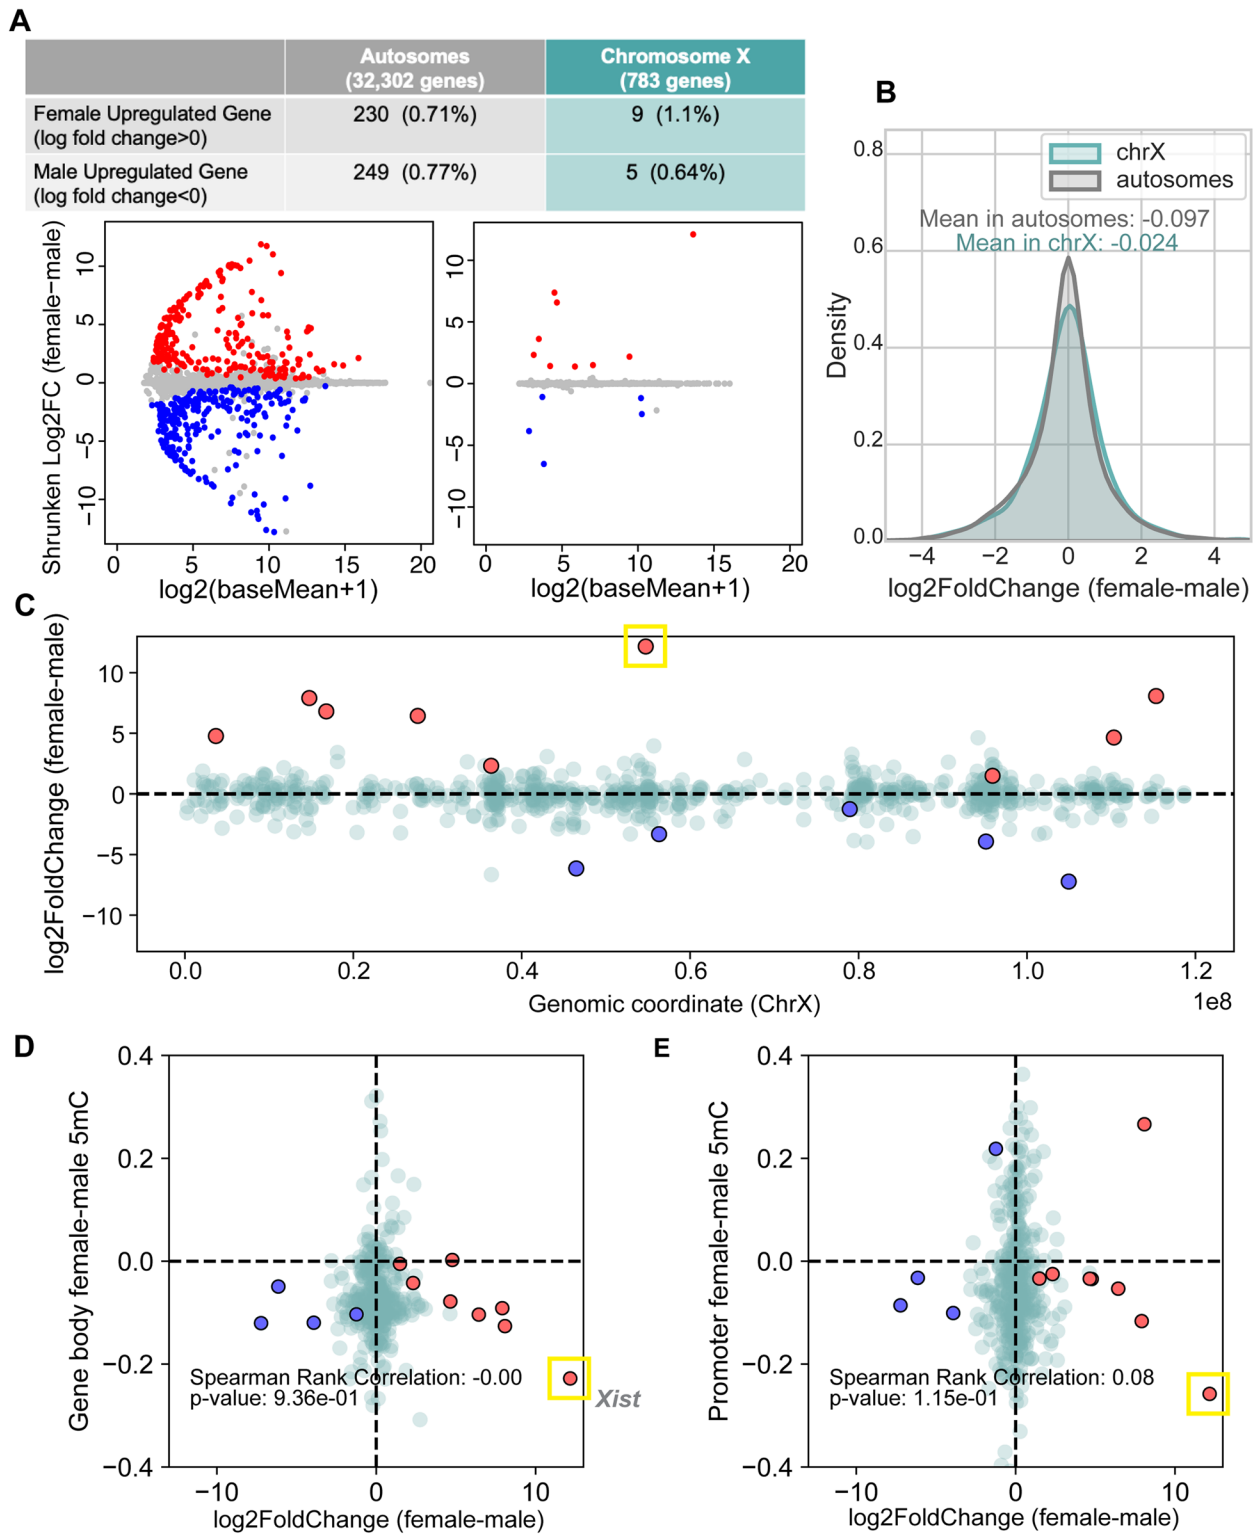 A
Autosomes
(32,302 genes)
Chromosome X
(783 genes)
Female Upregulated Gene
(log fold change>0)
230 (0.71%)
9 (1.1%)
Male Upregulated Gene
(log fold change<0)
249 (0.77%)
5 (0.64%)
Shrunken Log2FC (female−male)
10
5
0
−5
−10
0
5
10
15
20
log2(baseMean+1)
10
5
0
−5
−10
0
5
10
15
20
log2(baseMean+1)
B
chrX
autosomes
Mean in autosomes: -0.097
Mean in chrX: -0.024
Density
0.8
0.6
0.4
0.2
0.0
−4
−2
0
2
4
log2FoldChange (female-male)
C
log2FoldChange (female-male)
10
5
0
−5
−10
0.0
0.2
0.4
0.6
0.8
1.0
1.2
1e8
Genomic coordinate (ChrX)
D
Gene body female-male 5mC
0.4
0.2
0.0
−0.2
−0.4
Spearman Rank Correlation: -0.00
p-value: 9.36e-01
Xist
−10
0
10
log2FoldChange (female-male)
E
Promoter female-male 5mC
0.4
0.2
0.0
−0.2
−0.4
Spearman Rank Correlation: 0.08
p-value: 1.15e-01
−10
0
10
log2FoldChange (female-male)